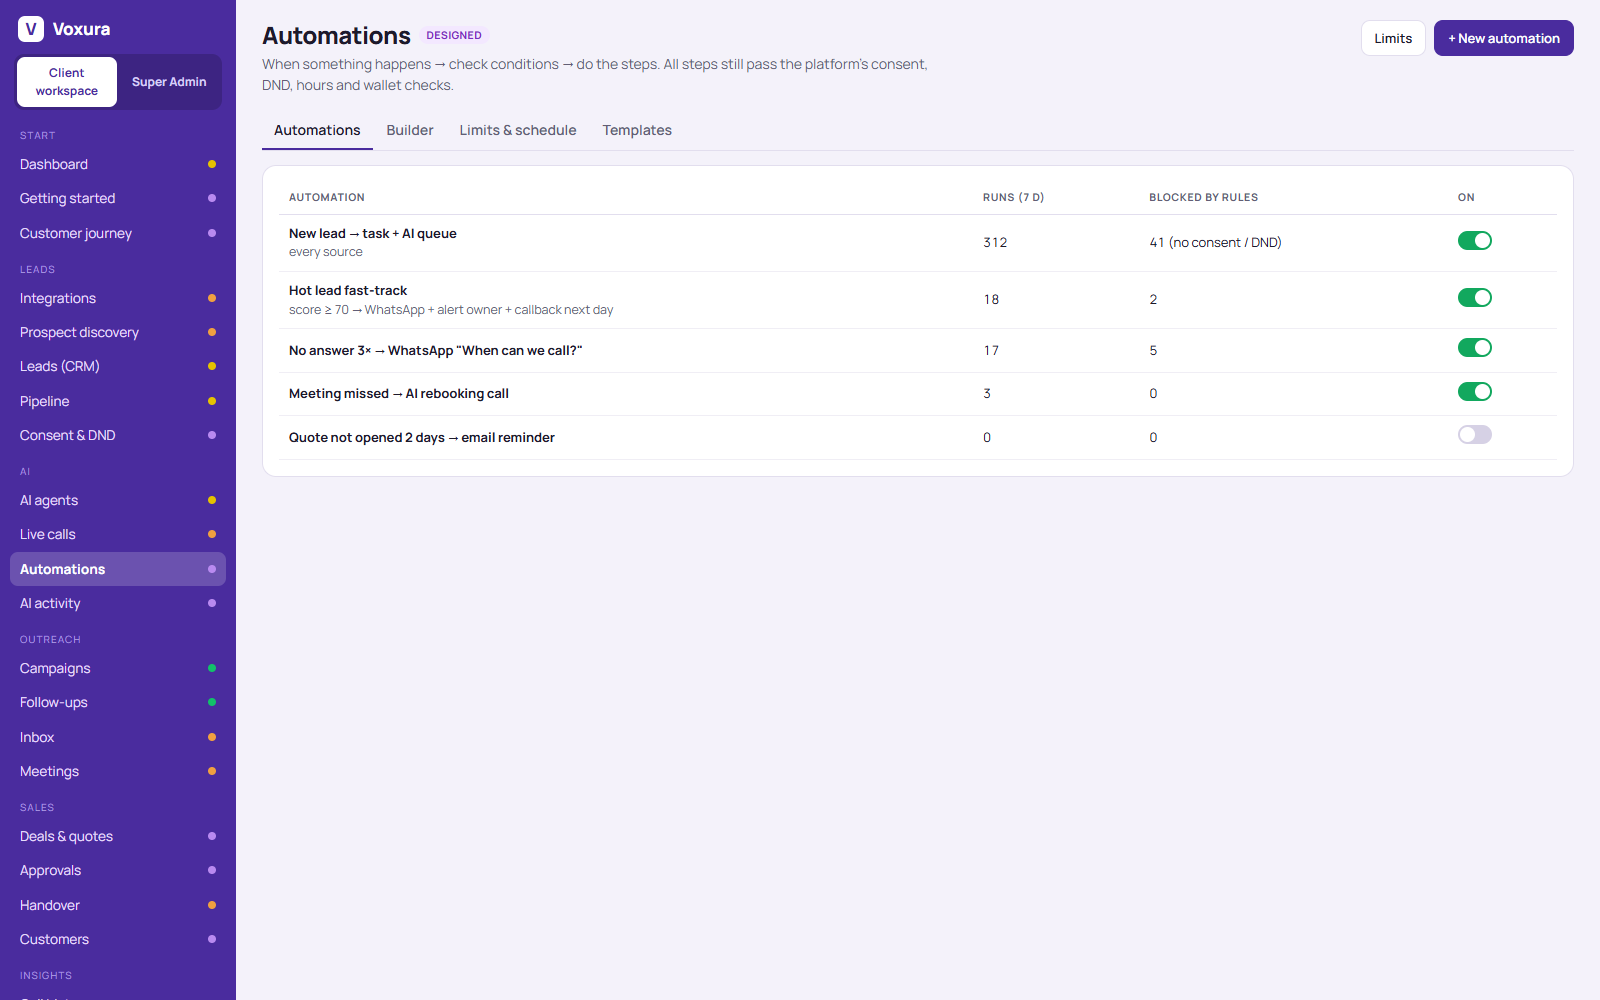 V Voxura
Client
workspace
Super Admin
START
Dashboard
Getting started
Customer journey
LEADS
Integrations
Prospect discovery
Leads (CRM)
Pipeline
Consent & DND
AI
AI agents
Live calls
Automations
AI activity
OUTREACH
Campaigns
Follow-ups
Inbox
Meetings
SALES
Deals & quotes
Approvals
Handover
Customers
INSIGHTS
Automations DESIGNED
When something happens → check conditions → do the steps. All steps still pass the platform's consent,
DND, hours and wallet checks.
Limits
+ New automation
Automations Builder Limits & schedule Templates
AUTOMATION RUNS (7 D) BLOCKED BY RULES ON
New lead → task + AI queue
every source
312 41 (no consent / DND)
Hot lead fast-track
score ≥ 70 → WhatsApp + alert owner + callback next day
18 2
No answer 3× → WhatsApp "When can we call?" 17 5
Meeting missed → AI rebooking call 3 0
Quote not opened 2 days → email reminder 0 0